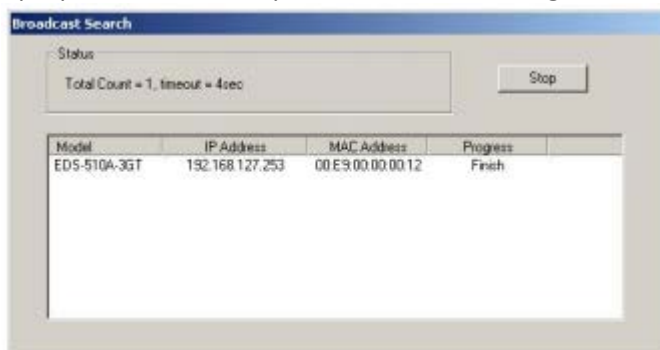 Broadcast Search
Status
Total Count = 1, timeout = 4sec
Stop
Model IP Address MAC Address Progress
EDS-510A-3GT 192.168.127.253 00:E9:00:00:00:12 Finish